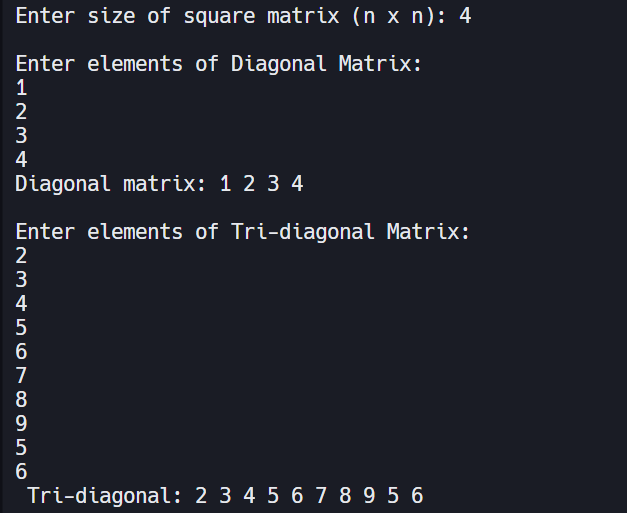 Enter size of square matrix (n x n): 4
Enter elements of Diagonal Matrix:
1
2
3
4
Diagonal matrix: 1 2 3 4
Enter elements of Tri-diagonal Matrix:
2
3
4
5
6
7
8
9
5
6
Tri-diagonal: 2 3 4 5 6 7 8 9 5 6